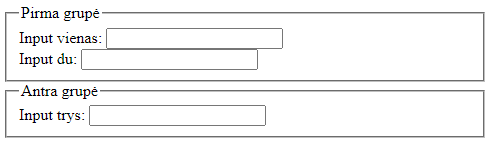 Pirma grupė
Input vienas:
Input du:
Antra grupė
Input trys: